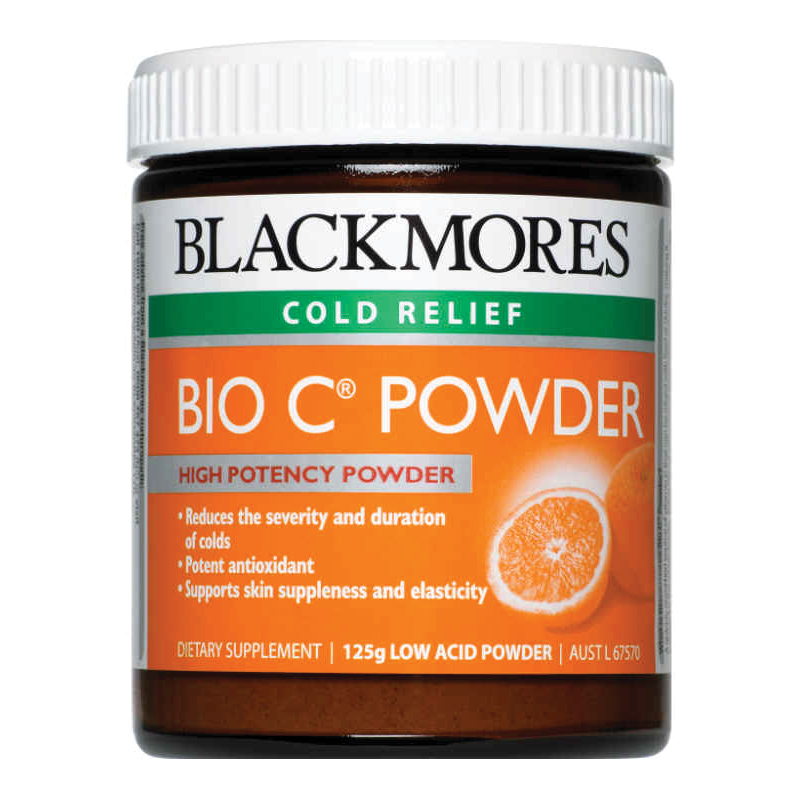 BLACKMORES
COLD RELIEF
BIO C® POWDER
HIGH POTENCY POWDER
• Reduces the severity and duration
of colds
• Potent antioxidant
• Supports skin suppleness and elasticity
DIETARY SUPPLEMENT | 125g LOW ACID POWDER | AUST L 67570